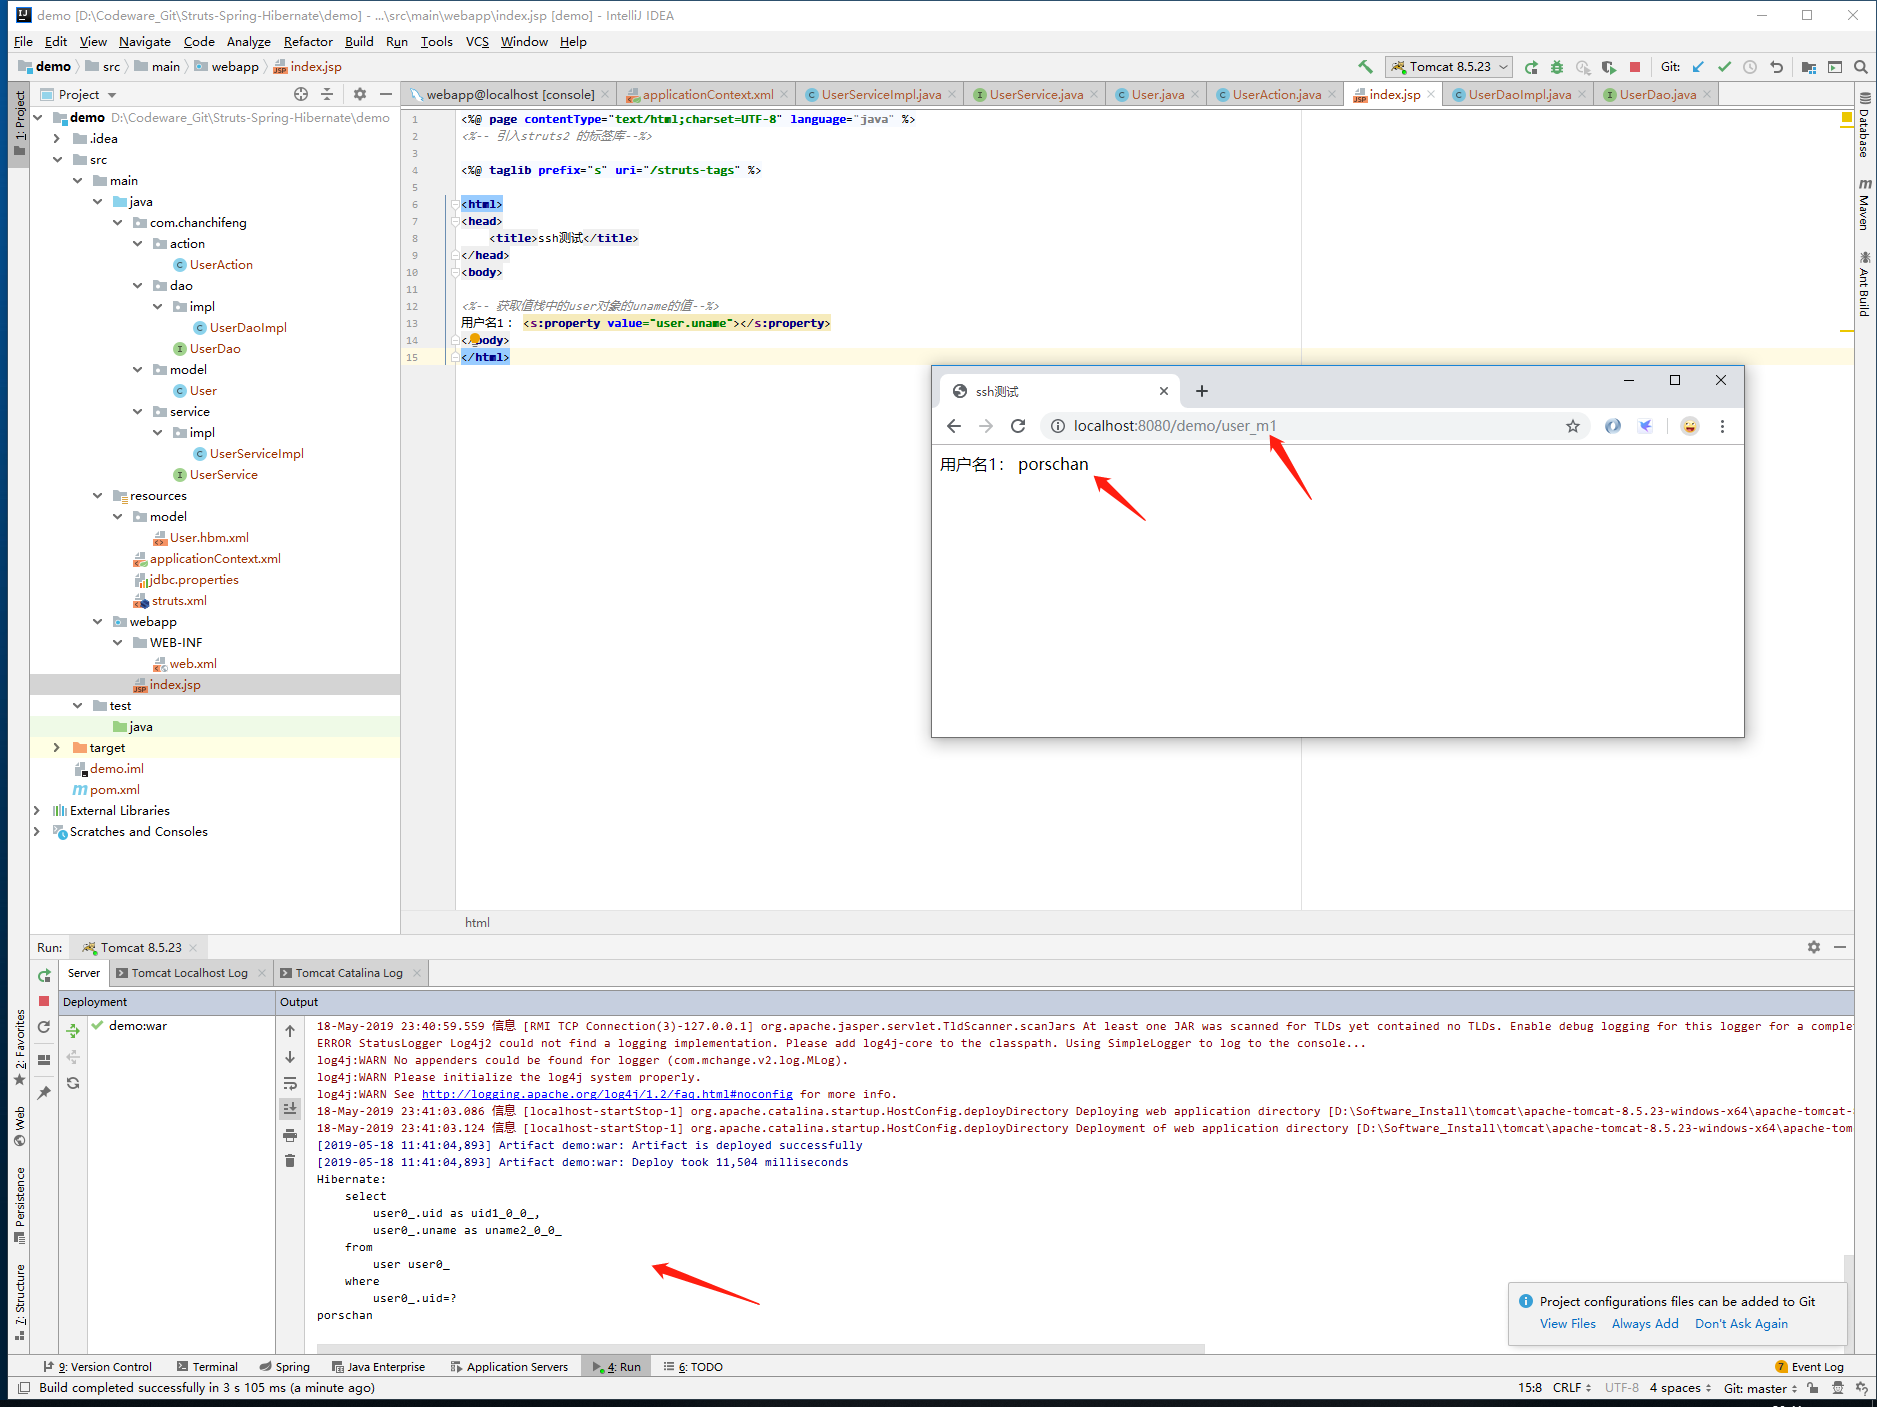 demo [D:\Codeware_Git\Struts-Spring-Hibernate\demo] - ...\src\main\webapp\index.jsp [demo] - IntelliJ IDEA
File Edit View Navigate Code Analyze Refactor Build Run Tools VCS Window Help
demo src main webapp index.jsp
Tomcat 8.5.23 Git:
1: Project
Project
webapp@localhost [console] applicationContext.xml UserServiceImpl.java UserService.java User.java UserAction.java index.jsp UserDaoImpl.java UserDao.java
demo D:\Codeware_Git\Struts-Spring-Hibernate\demo
.idea
src
main
java
com.chanchifeng
action
UserAction
dao
impl
UserDaoImpl
UserDao
model
User
service
impl
UserServiceImpl
UserService
resources
model
User.hbm.xml
applicationContext.xml
jdbc.properties
struts.xml
webapp
WEB-INF
web.xml
index.jsp
test
java
target
demo.iml
pom.xml
External Libraries
Scratches and Consoles
1 <%@ page contentType="text/html;charset=UTF-8" language="java" %>
2 <%-- 引入struts2 的标签库--%>
3
4 <%@ taglib prefix="s" uri="/struts-tags" %>
5
6 <html>
7 <head>
8 <title>ssh测试</title>
9 </head>
10 <body>
11
12 <%-- 获取值栈中的user对象的uname的值--%>
13 用户名1： <s:property value="user.uname"></s:property>
14 </body>
15 </html>
html
Database
Maven
Ant Build
ssh测试
localhost:8080/demo/user_m1
用户名1： porschan
Run: Tomcat 8.5.23
Server Tomcat Localhost Log Tomcat Catalina Log
Deployment Output
demo:war
18-May-2019 23:40:59.559 信息 [RMI TCP Connection(3)-127.0.0.1] org.apache.jasper.servlet.TldScanner.scanJars At least one JAR was scanned for TLDs yet contained no TLDs. Enable debug logging for this logger for a comple
ERROR StatusLogger Log4j2 could not find a logging implementation. Please add log4j-core to the classpath. Using SimpleLogger to log to the console...
log4j:WARN No appenders could be found for logger (com.mchange.v2.log.MLog).
log4j:WARN Please initialize the log4j system properly.
log4j:WARN See http://logging.apache.org/log4j/1.2/faq.html#noconfig for more info.
18-May-2019 23:41:03.086 信息 [localhost-startStop-1] org.apache.catalina.startup.HostConfig.deployDirectory Deploying web application directory [D:\Software_Install\tomcat\apache-tomcat-8.5.23-windows-x64\apache-tomcat-
18-May-2019 23:41:03.124 信息 [localhost-startStop-1] org.apache.catalina.startup.HostConfig.deployDirectory Deployment of web application directory [D:\Software_Install\tomcat\apache-tomcat-8.5.23-windows-x64\apache-tom
[2019-05-18 11:41:04,893] Artifact demo:war: Artifact is deployed successfully
[2019-05-18 11:41:04,893] Artifact demo:war: Deploy took 11,504 milliseconds
Hibernate:
select
user0_.uid as uid1_0_0_,
user0_.uname as uname2_0_0_
from
user user0_
where
user0_.uid=?
porschan
2: Favorites
Web
Persistence
7: Structure
Project configurations files can be added to Git
View Files Always Add Don't Ask Again
9: Version Control Terminal Spring Java Enterprise Application Servers 4: Run 6: TODO 7 Event Log
Build completed successfully in 3 s 105 ms (a minute ago) 15:8 CRLF UTF-8 4 spaces Git: master